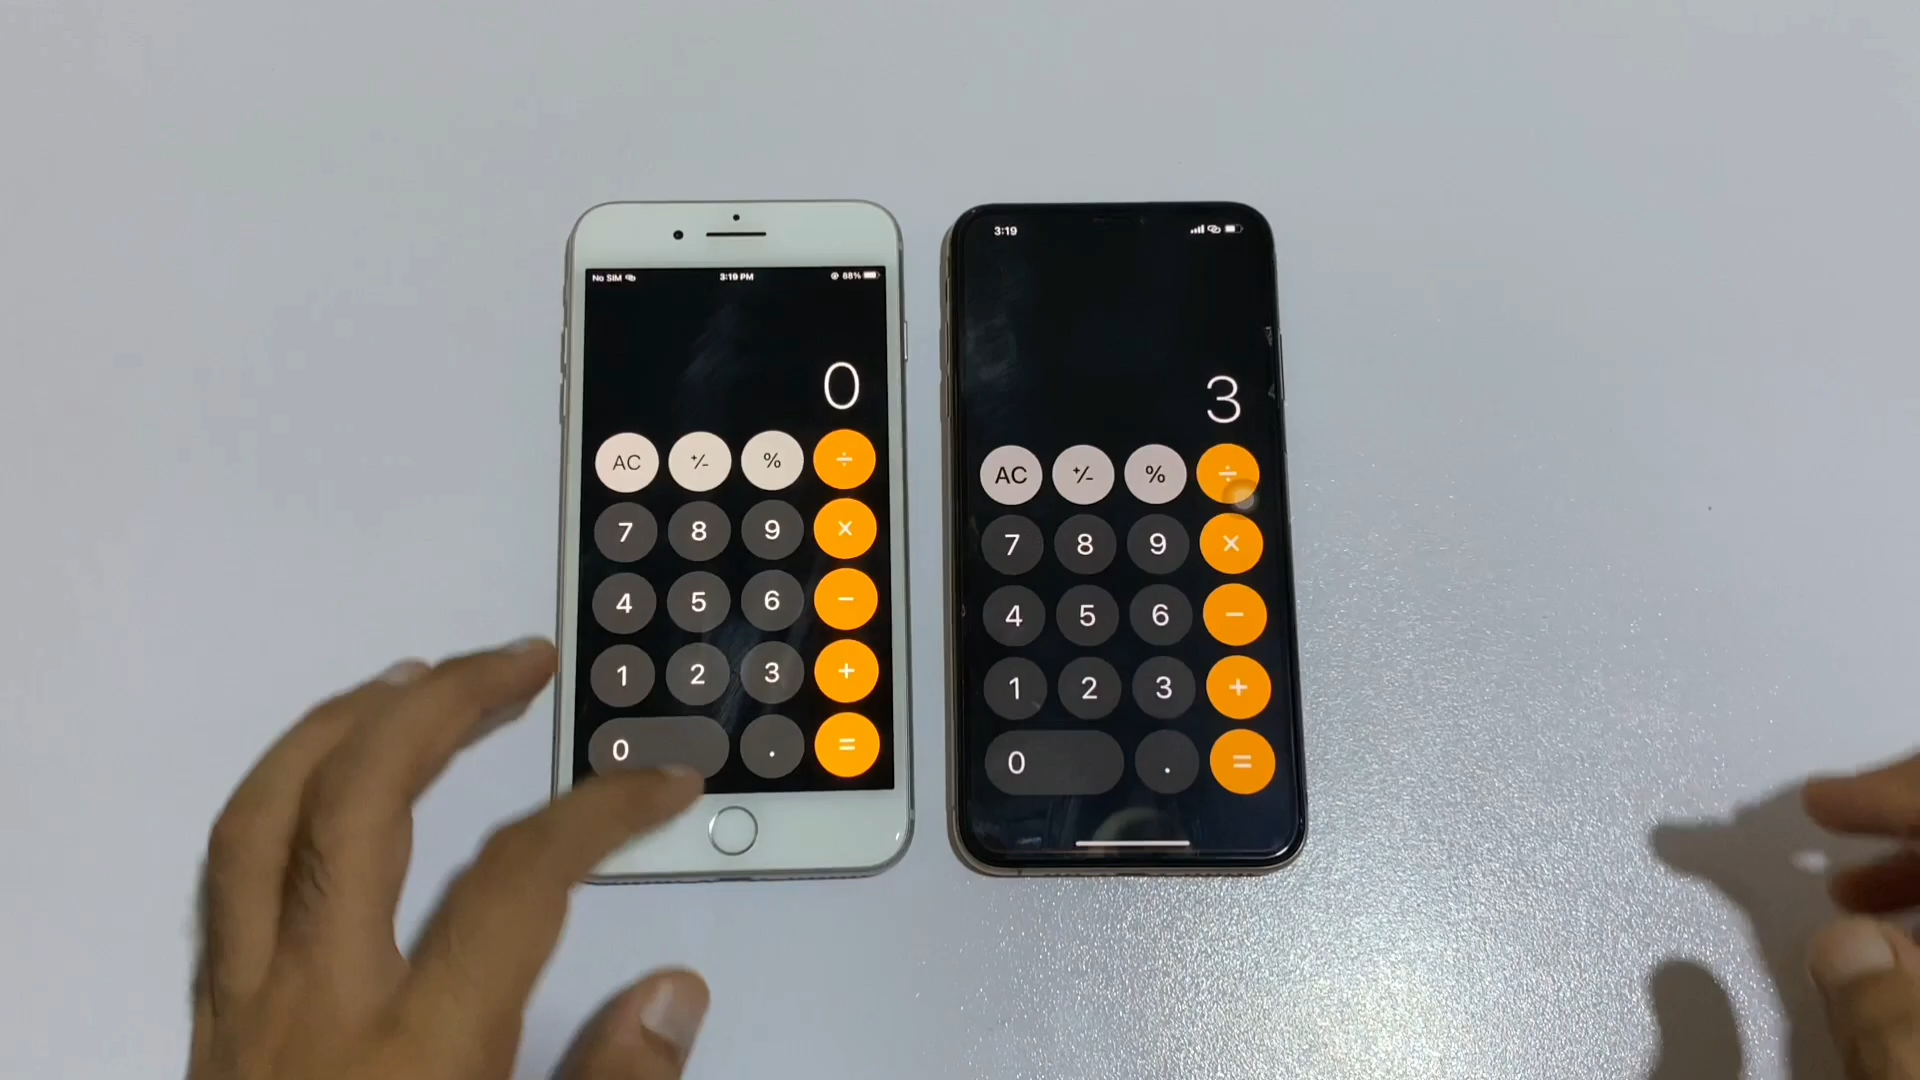 No SIM 3:19 PM 88%
0
AC +/- % ÷
7 8 9 ×
4 5 6 −
1 2 3 +
0 . =
3:19
3
AC +/- % ÷
7 8 9 ×
4 5 6 −
1 2 3 +
0 . =